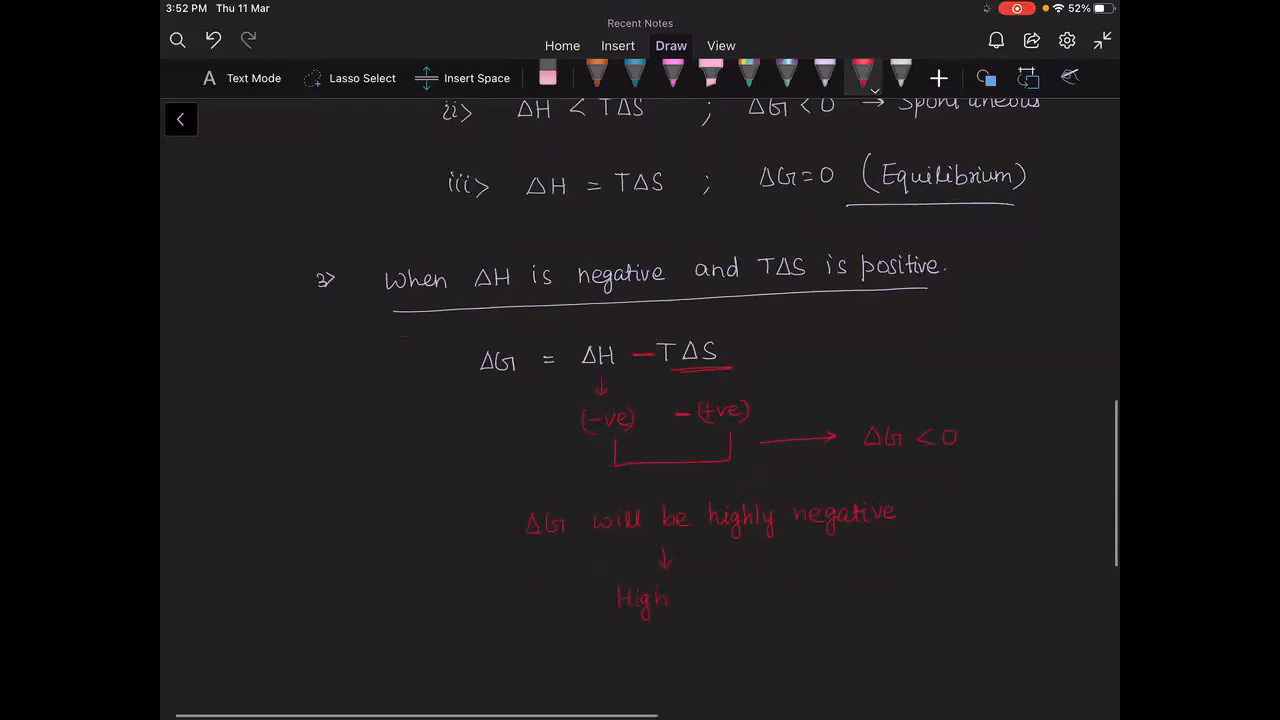 3:52 PM Thu 11 Mar
52%
Recent Notes
Home Insert Draw View
A Text Mode Lasso Select Insert Space
ii> ΔH < TΔS ; ΔG < 0 → Spontaneous
iii> ΔH = TΔS ; ΔG = 0 (Equilibrium)
3> When ΔH is negative and TΔS is positive.
ΔG = ΔH - TΔS
↓
(-ve) - (+ve)
→ ΔG < 0
ΔG will be highly negative
↓
High